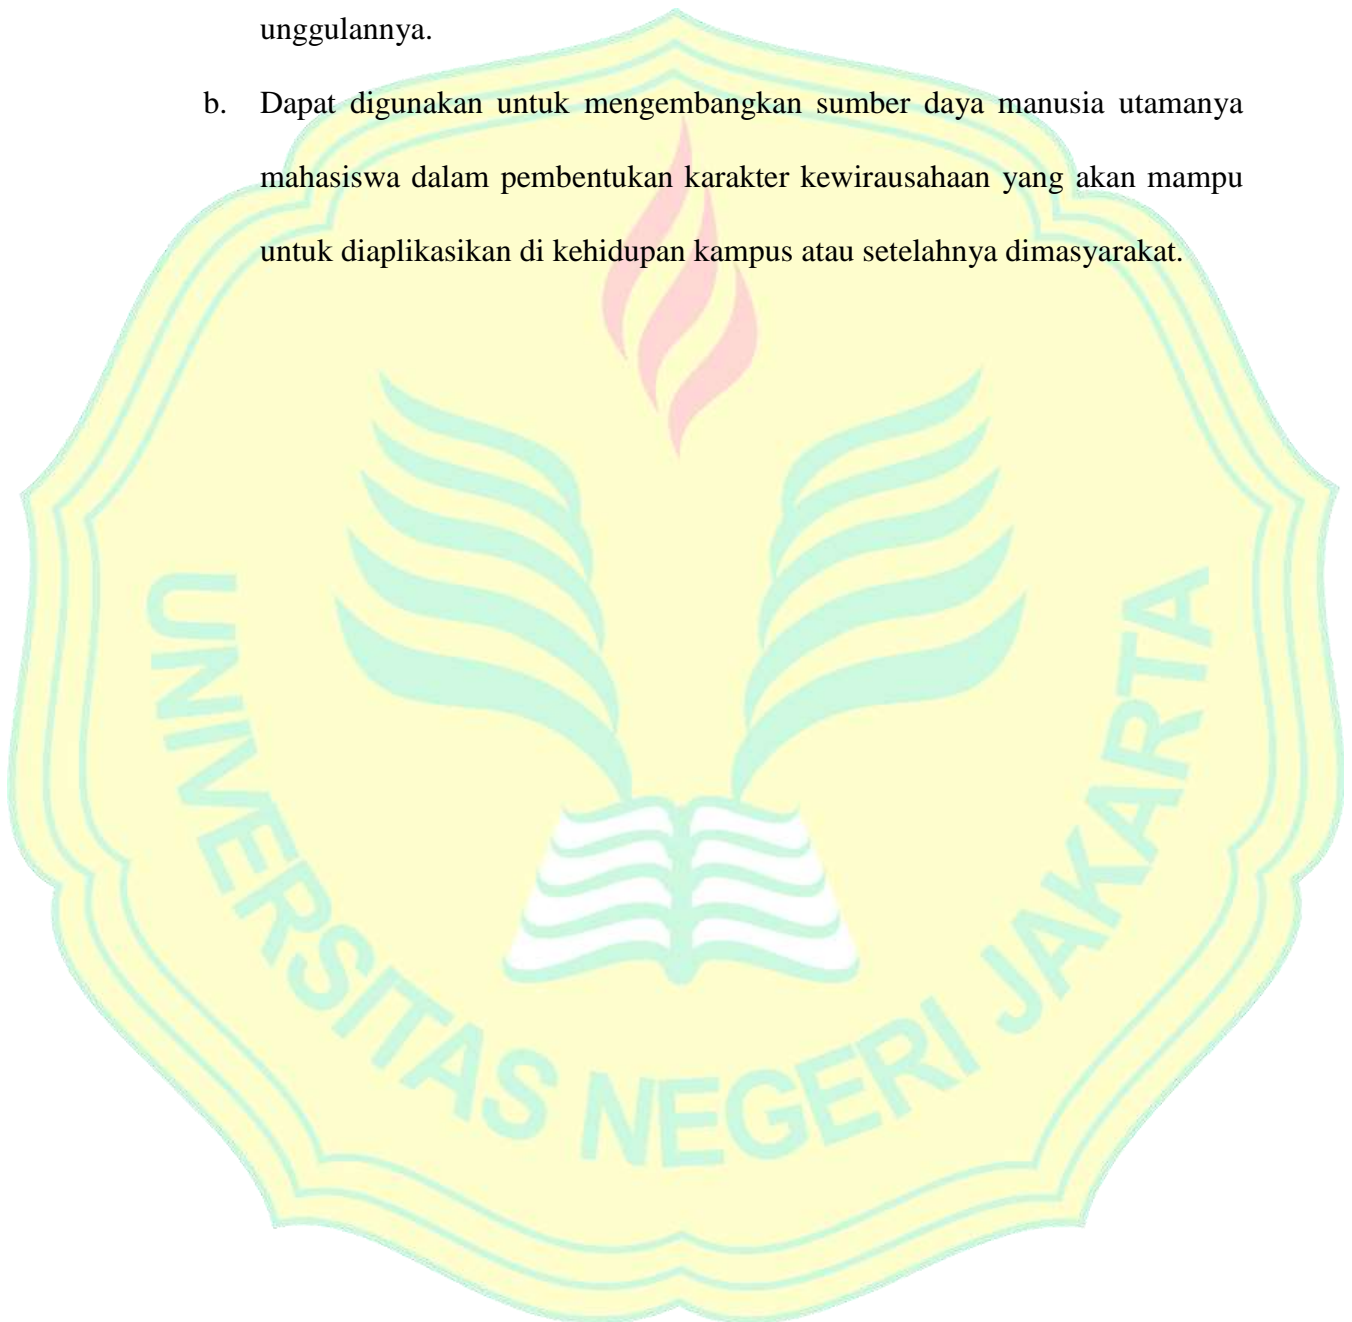 unggulannya.
b. Dapat digunakan untuk mengembangkan sumber daya manusia utamanya
mahasiswa dalam pembentukan karakter kewirausahaan yang akan mampu
untuk diaplikasikan di kehidupan kampus atau setelahnya dimasyarakat.
UNIVERSITAS NEGERI JAKARTA